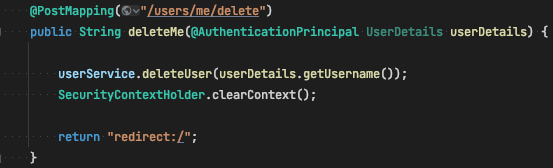 @PostMapping("/users/me/delete")
public String deleteMe(@AuthenticationPrincipal UserDetails userDetails) {
userService.deleteUser(userDetails.getUsername());
SecurityContextHolder.clearContext();
return "redirect:/";
}